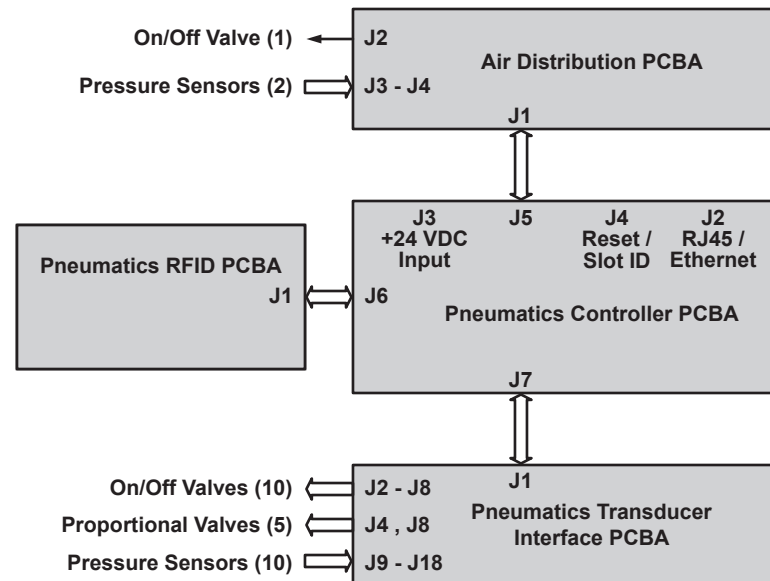 On/Off Valve (1)
J2
Air Distribution PCBA
Pressure Sensors (2)
J3 - J4
J1
J3
+24 VDC
Input
J5
J4
Reset /
Slot ID
J2
RJ45 /
Ethernet
Pneumatics RFID PCBA
J1
J6
Pneumatics Controller PCBA
J7
J1
On/Off Valves (10)
J2 - J8
Proportional Valves (5)
J4 , J8
Pneumatics Transducer
Interface PCBA
Pressure Sensors (10)
J9 - J18